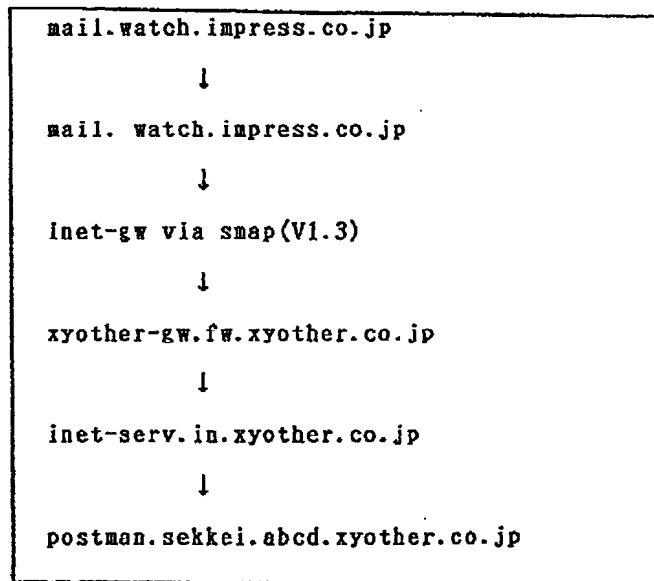 mail.watch.impress.co.jp
↓
mail. watch.impress.co.jp
↓
inet-gw via smap(V1.3)
↓
xyother-gw.fw.xyother.co.jp
↓
inet-serv.in.xyother.co.jp
↓
postman.sekkei.abcd.xyother.co.jp